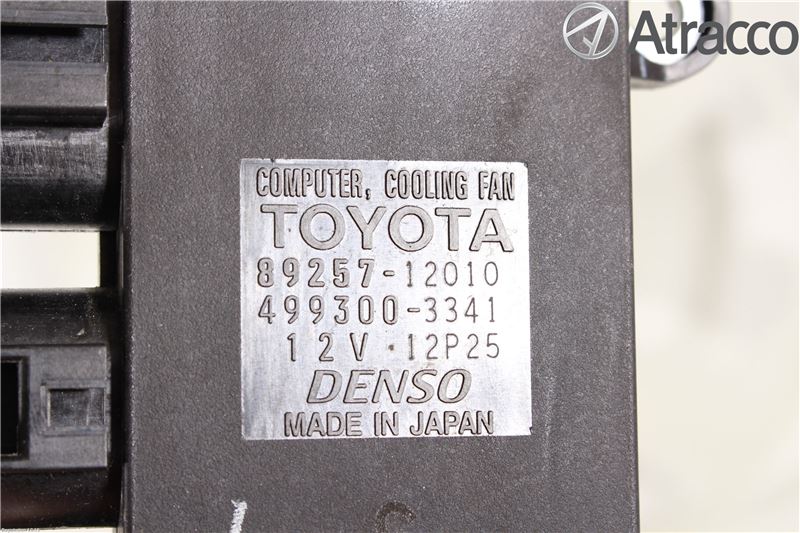 Atracco
COMPUTER, COOLING FAN
TOYOTA
89257-12010
499300-3341
12V 12P25
DENSO
MADE IN JAPAN